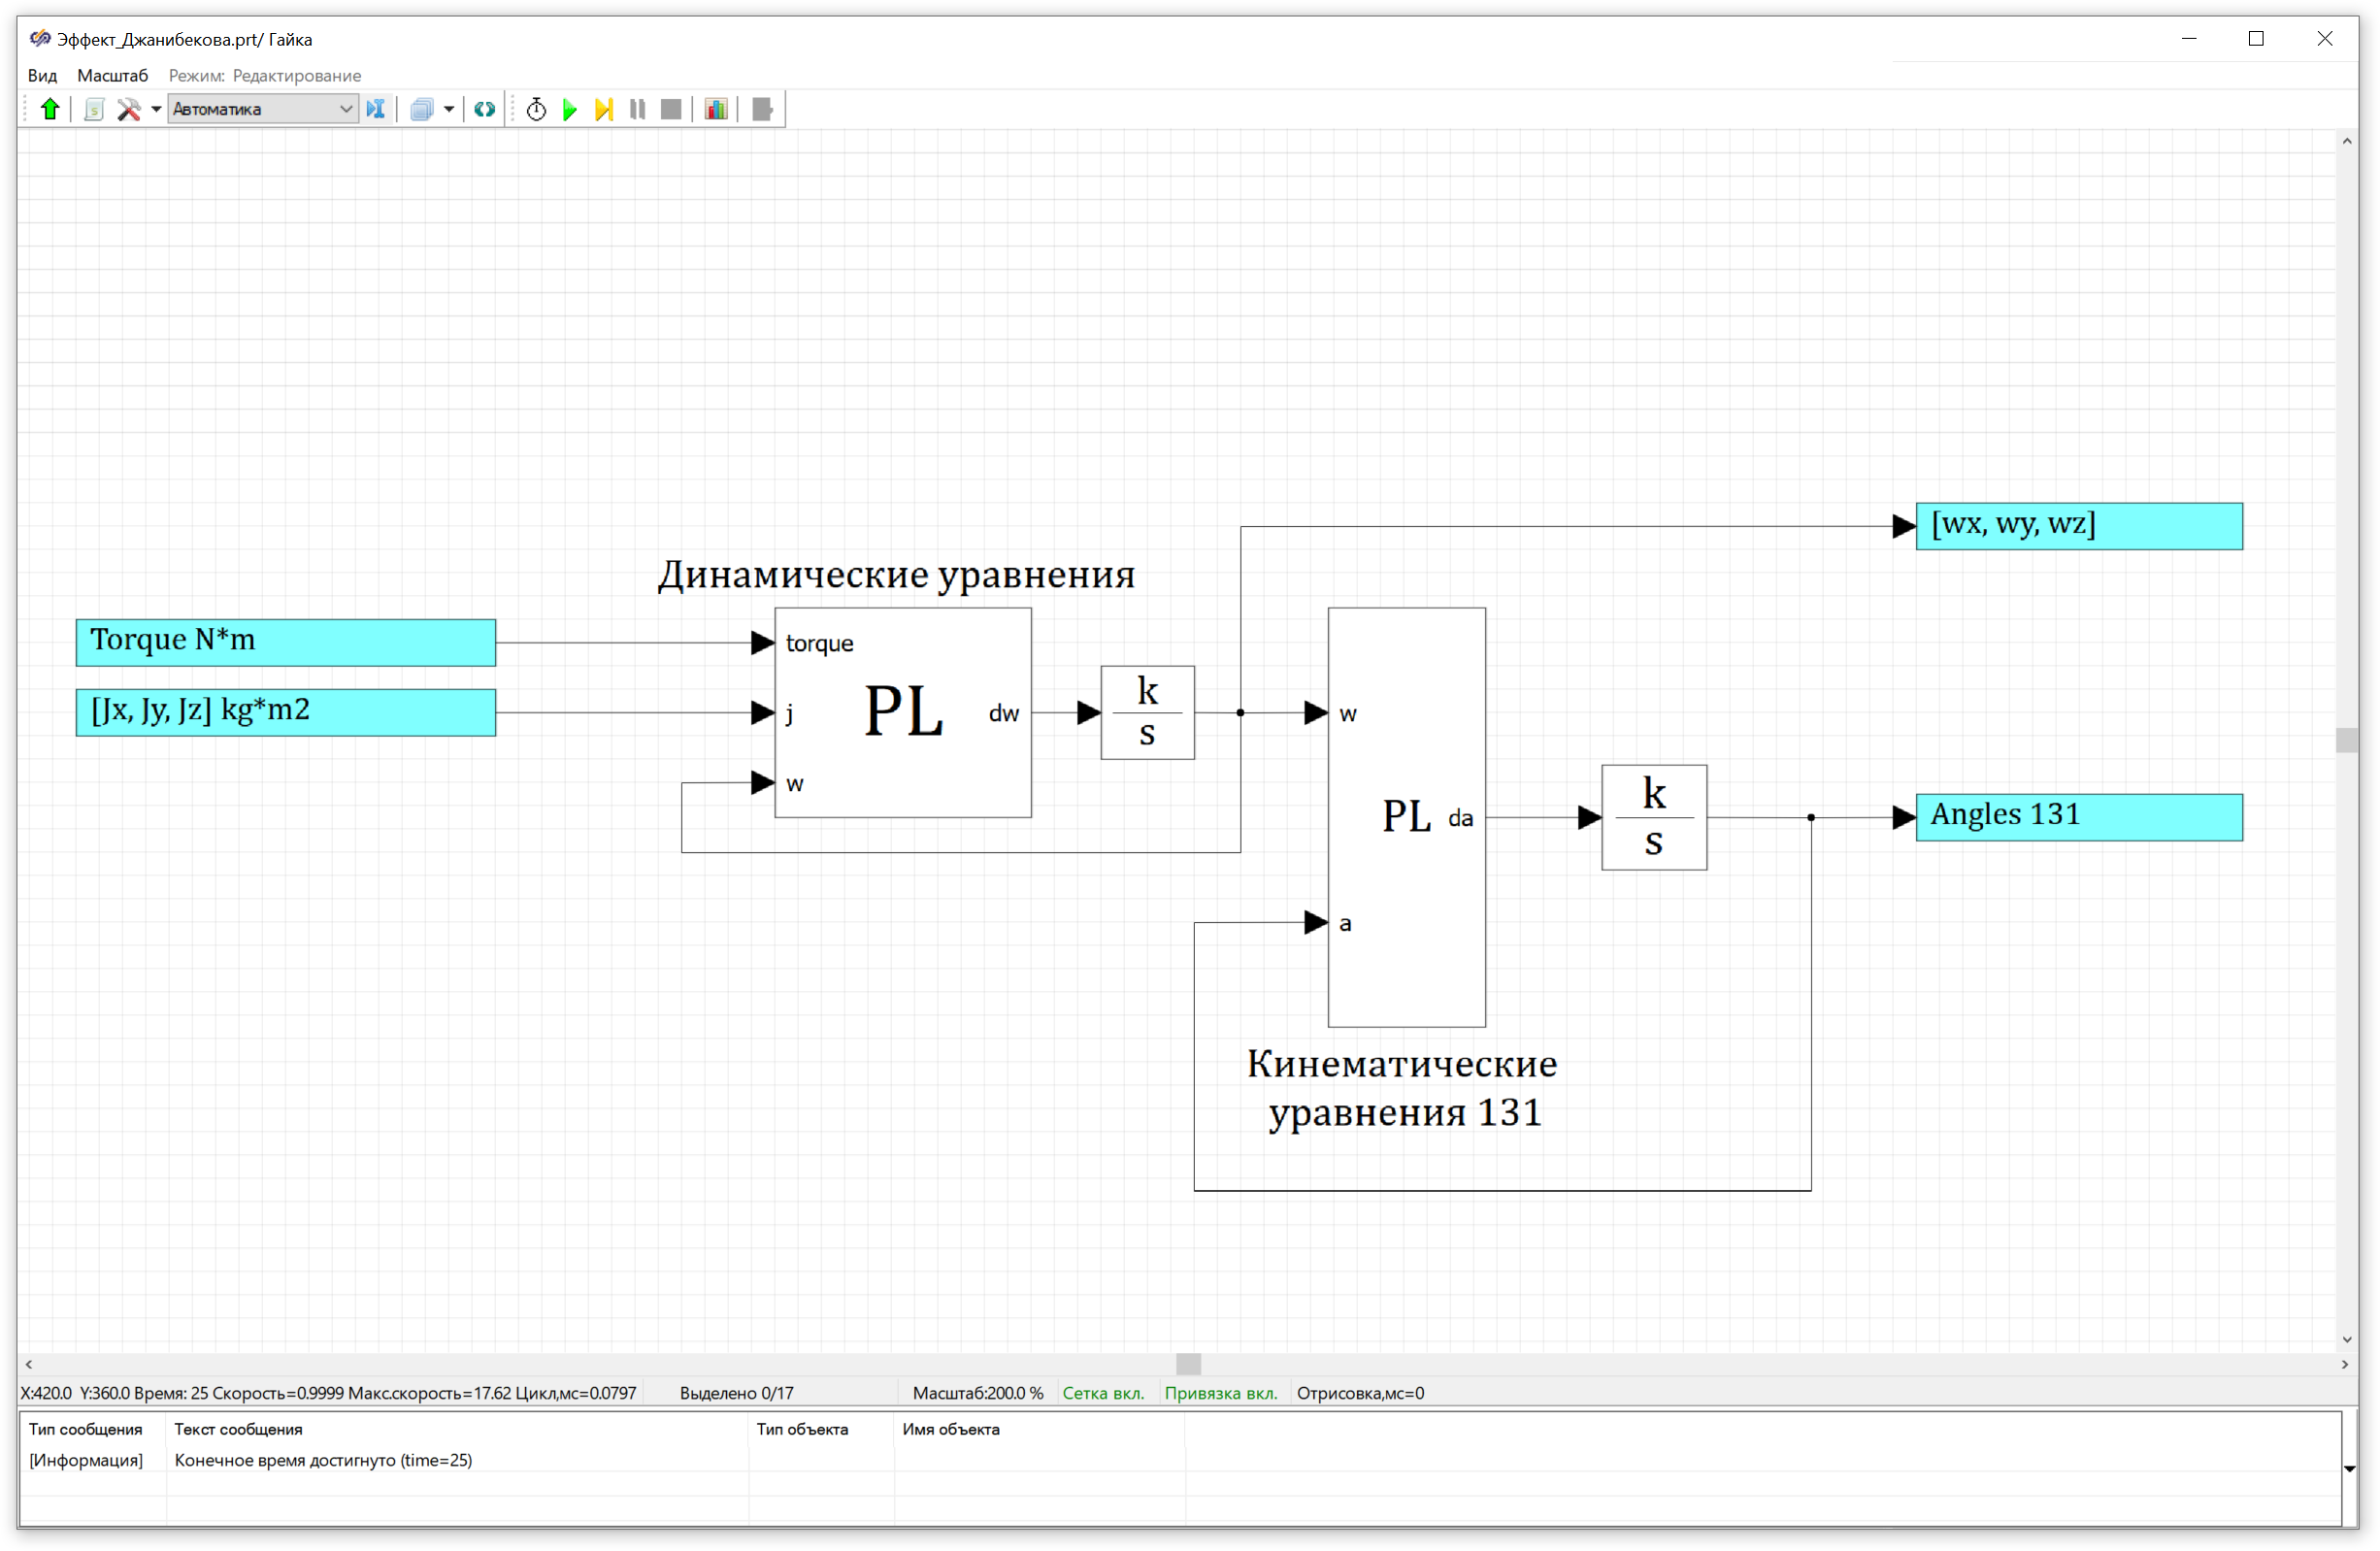 Эффект_Джанибекова.prt/ Гайка
Вид Масштаб Режим: Редактирование
Автоматика
[wx, wy, wz]
Динамические уравнения
Torque N*m
[Jx, Jy, Jz] kg*m2
torque
j
w
PL
dw
k
s
w
a
PL
da
k
s
Angles 131
Кинематические
уравнения 131
X:420.0 Y:360.0 Время: 25 Скорость=0.9999 Макс.скорость=17.62 Цикл,мс=0.0797 Выделено 0/17 Масштаб:200.0 % Сетка вкл. Привязка вкл. Отрисовка,мс=0
Тип сообщения Текст сообщения Тип объекта Имя объекта
[Информация] Конечное время достигнуто (time=25)